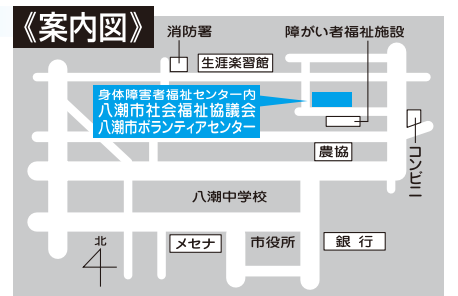 《案内図》
消防署
障がい者福祉施設
生涯楽習館
身体障害者福祉センター内
八潮市社会福祉協議会
八潮市ボランティアセンター
コンビニ
農協
八潮中学校
北
メセナ
市役所
銀行